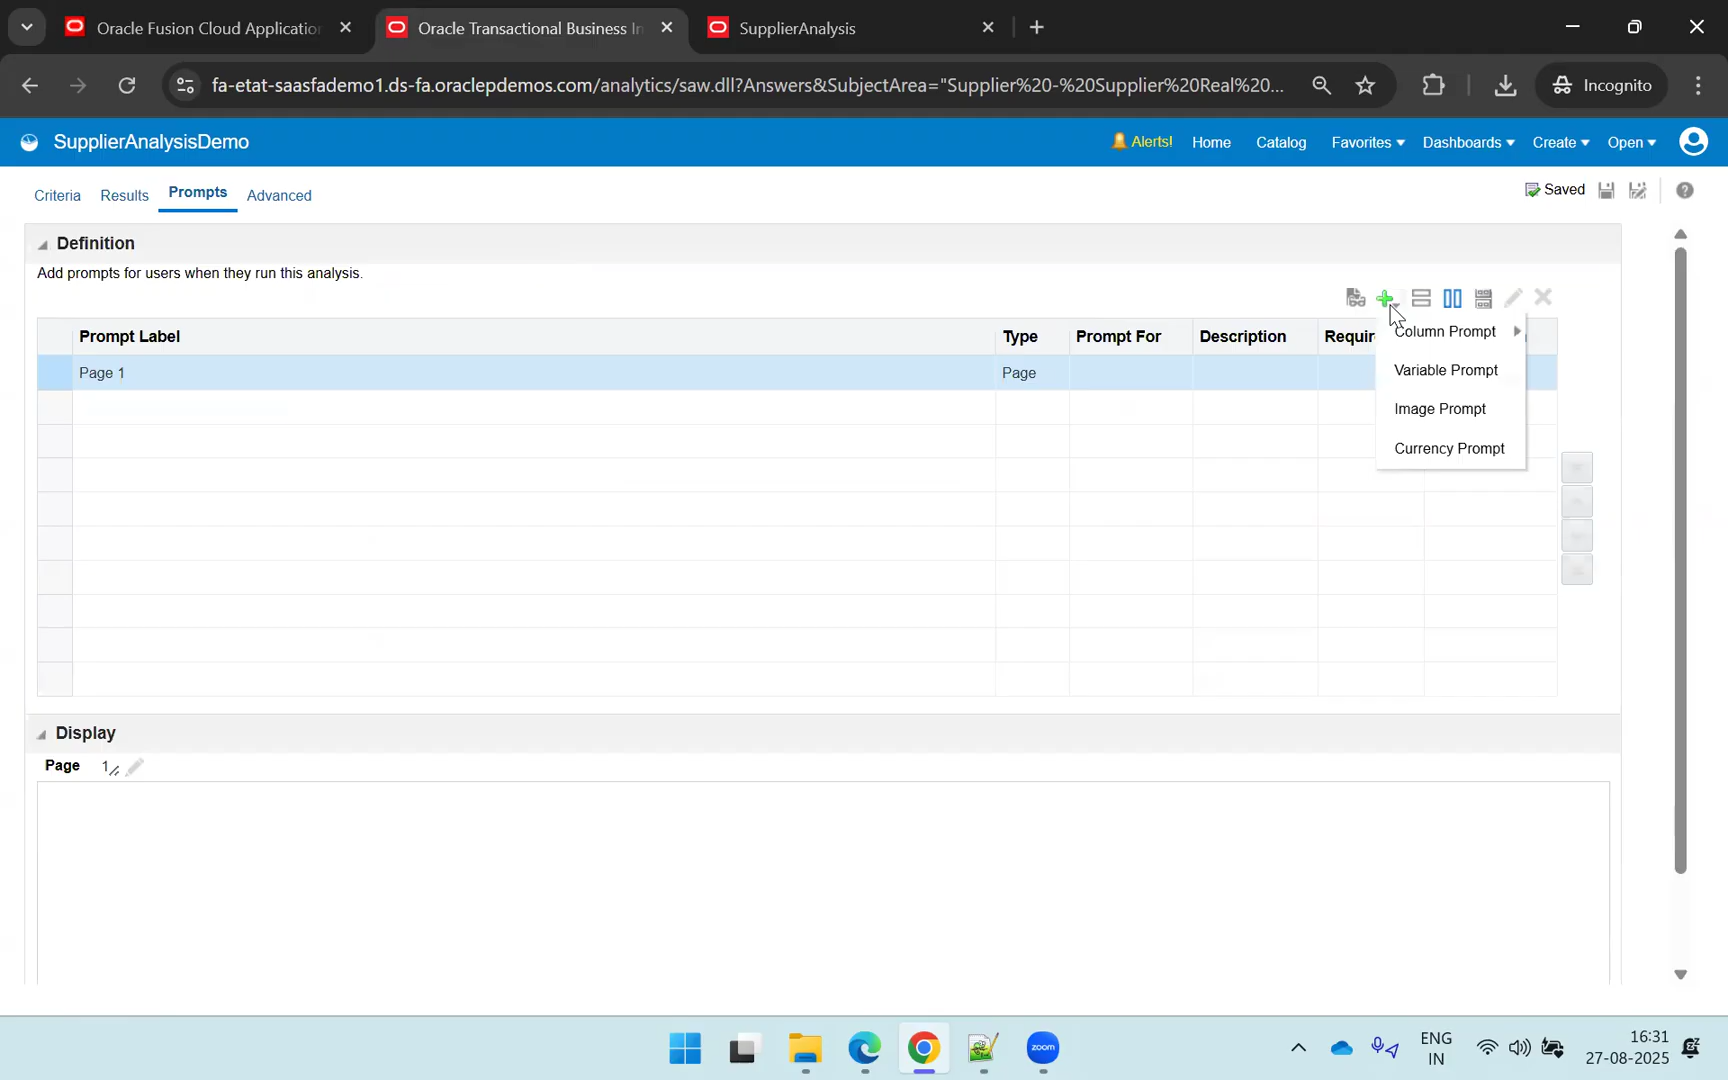 Oracle Fusion Cloud Application
Oracle Transactional Business In
SupplierAnalysis
fa-etat-saasfademo1.ds-fa.oraclepdemos.com/analytics/saw.dll?Answers&SubjectArea="Supplier%20-%20Supplier%20Real%20...
Incognito
SupplierAnalysisDemo
Alerts!
Home
Catalog
Favorites
Dashboards
Create
Open
Criteria
Results
Prompts
Advanced
Saved
Definition
Add prompts for users when they run this analysis.
Prompt Label
Type
Prompt For
Description
Page 1
Page
Column Prompt
Variable Prompt
Image Prompt
Currency Prompt
Display
Page 1
zoom
ENG
IN
16:31
27-08-2025